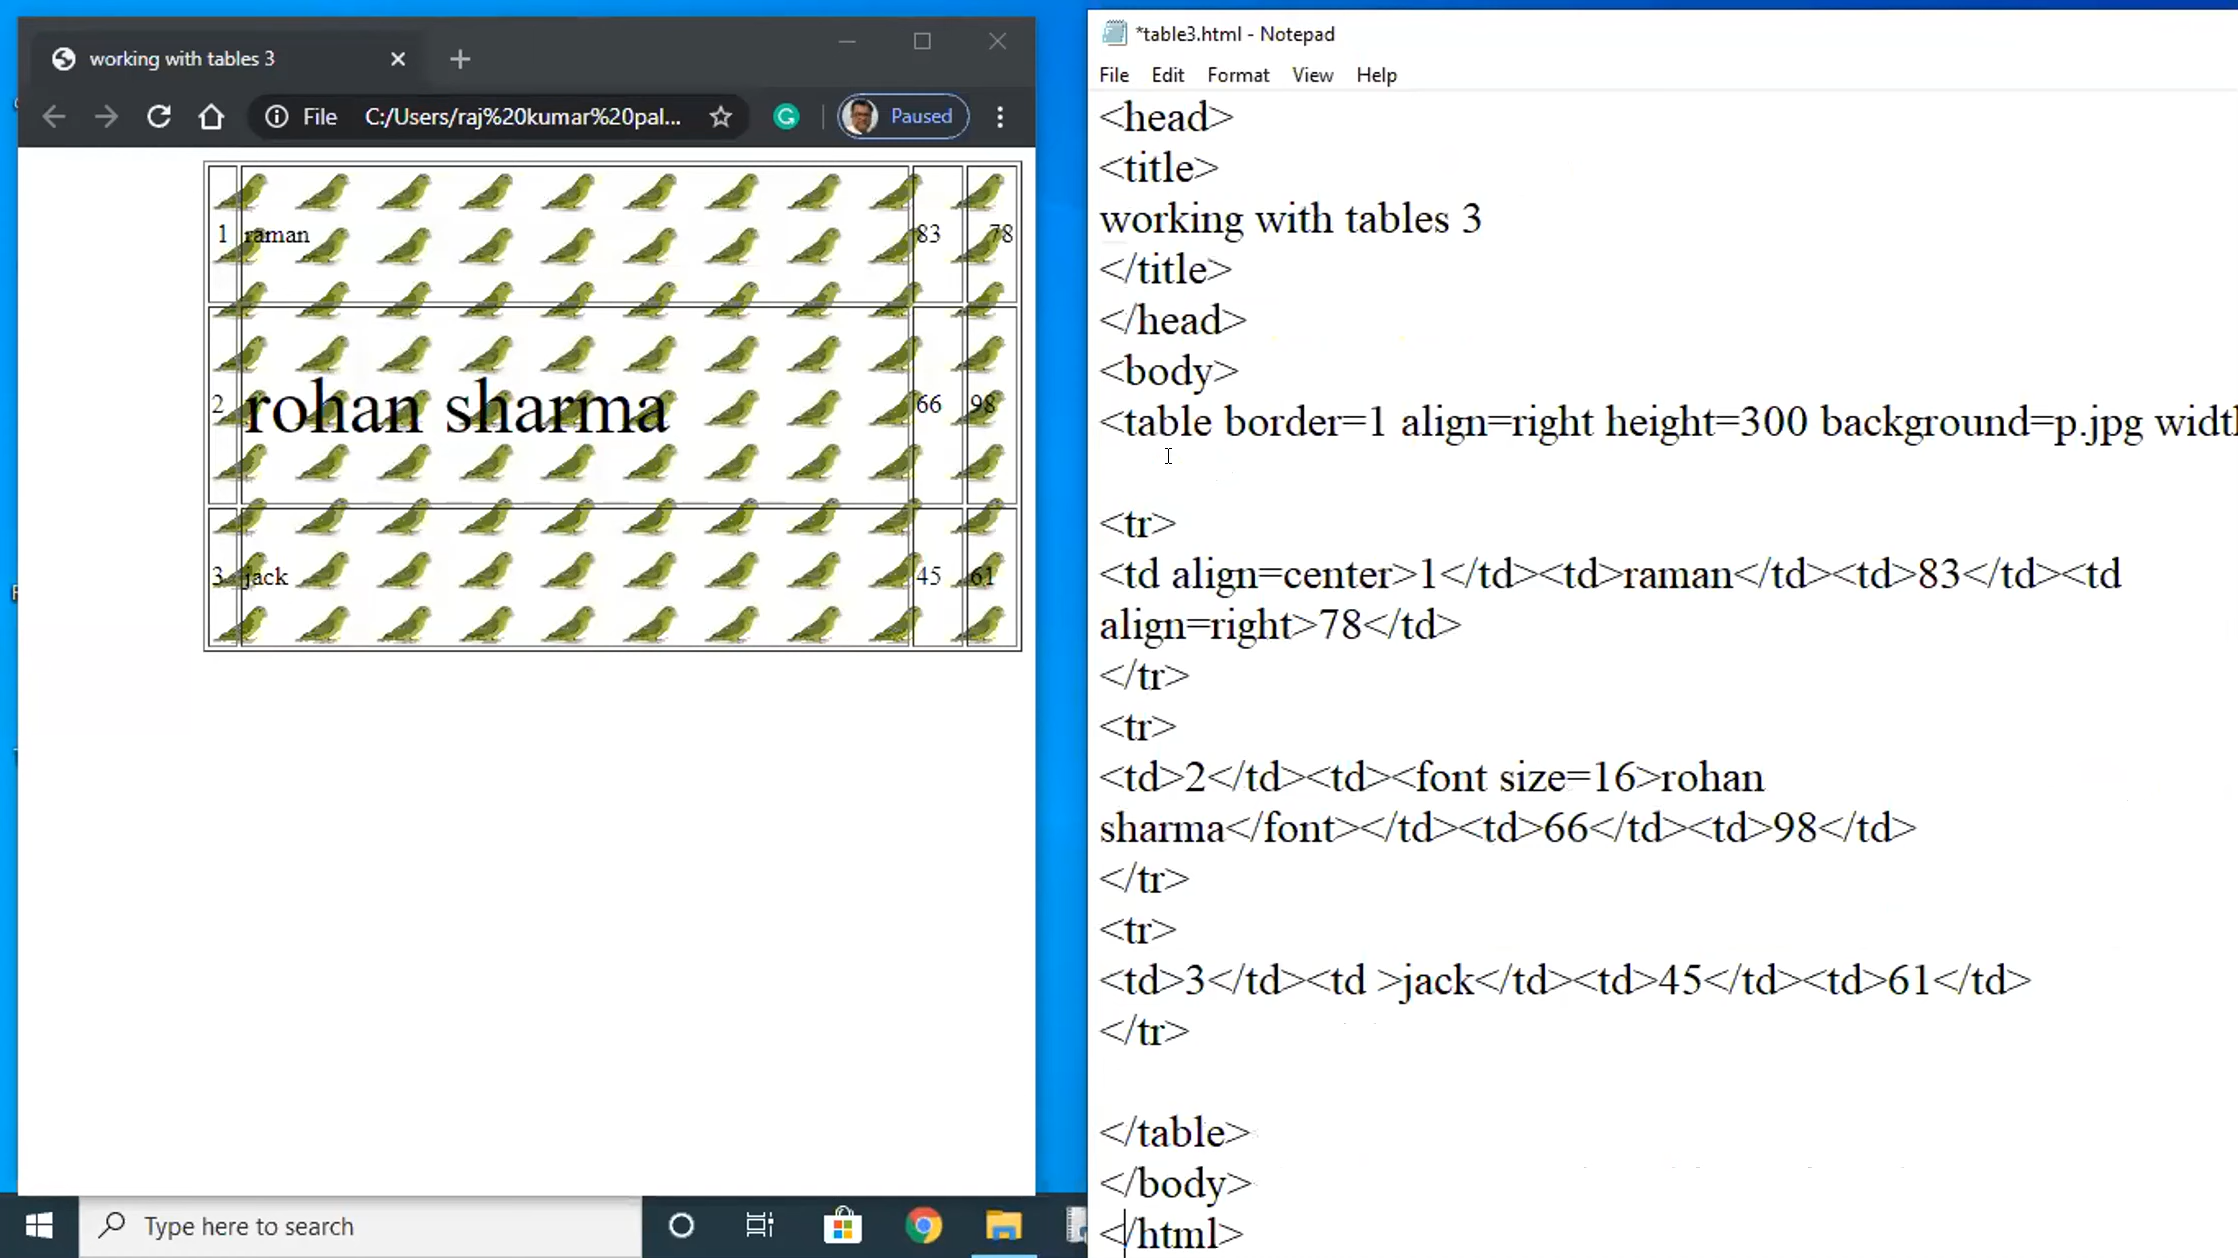 working with tables 3
File C:/Users/raj%20kumar%20pal... Paused
1 raman 83 78
2 rohan sharma 66 98
3 jack 45 61
Type here to search
*table3.html - Notepad
File Edit Format View Help
<head>
<title>
working with tables 3
</title>
</head>
<body>
<table border=1 align=right height=300 background=p.jpg width
<tr>
<td align=center>1</td><td>raman</td><td>83</td><td
align=right>78</td>
</tr>
<tr>
<td>2</td><td><font size=16>rohan
sharma</font></td><td>66</td><td>98</td>
</tr>
<tr>
<td>3</td><td >jack</td><td>45</td><td>61</td>
</tr>
</table>
</body>
</html>